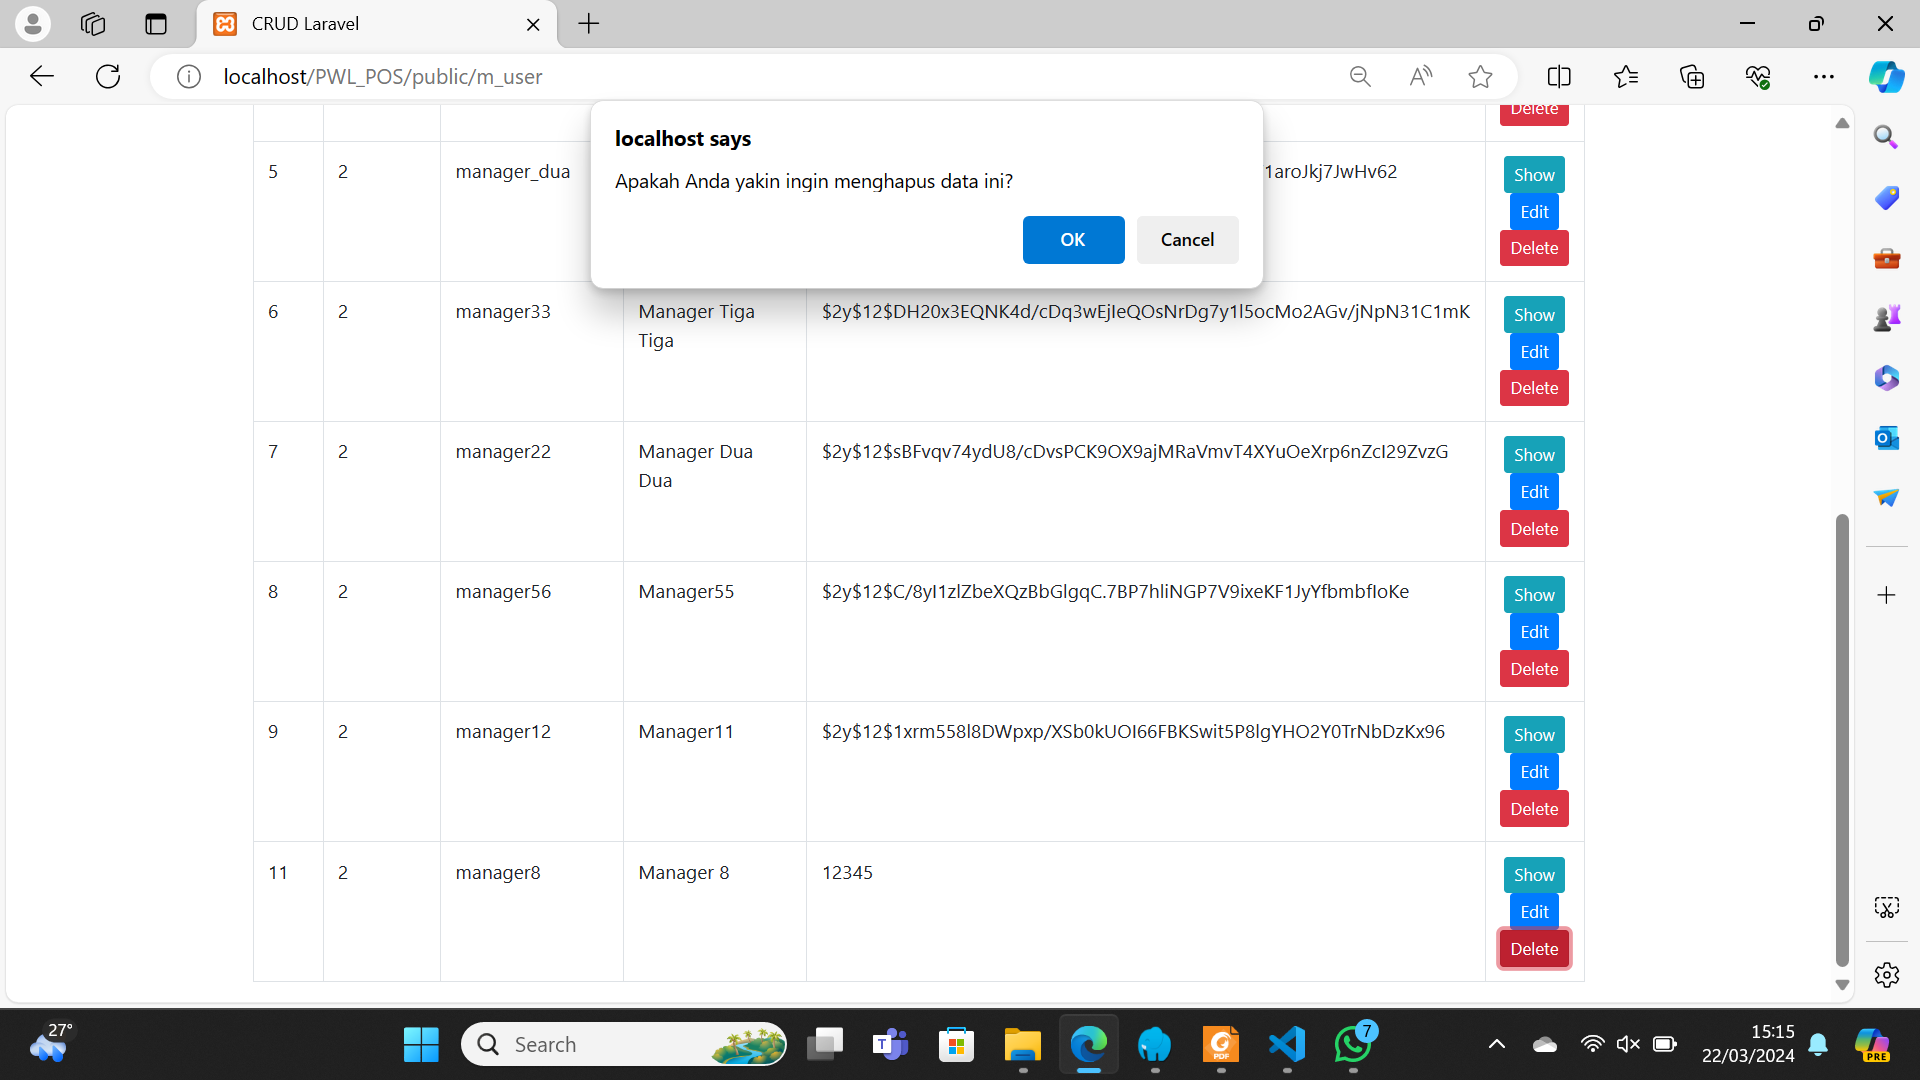 CRUD Laravel
localhost/PWL_POS/public/m_user
Delete
localhost says
Apakah Anda yakin ingin menghapus data ini?
OK Cancel
5 2 manager_dua 1aroJkj7JwHv62 Show
Edit
Delete
6 2 manager33 Manager Tiga $2y$12$DH20x3EQNK4d/cDq3wEjIeQOsNrDg7y1l5ocMo2AGv/jNpN31C1mK Show
Tiga
Edit
Delete
7 2 manager22 Manager Dua $2y$12$sBFvqv74ydU8/cDvsPCK9OX9ajMRaVmvT4XYuOeXrp6nZcI29ZvzG Show
Dua
Edit
Delete
8 2 manager56 Manager55 $2y$12$C/8yI1zlZbeXQzBbGlgqC.7BP7hliNGP7V9ixeKF1JyYfbmbfIoKe Show
Edit
Delete
9 2 manager12 Manager11 $2y$12$1xrm558l8DWpxp/XSb0kUOI66FBKSwit5P8lgYHO2Y0TrNbDzKx96 Show
Edit
Delete
11 2 manager8 Manager 8 12345 Show
Edit
Delete
27°
Search
7
15:15
22/03/2024
PDF
PRE